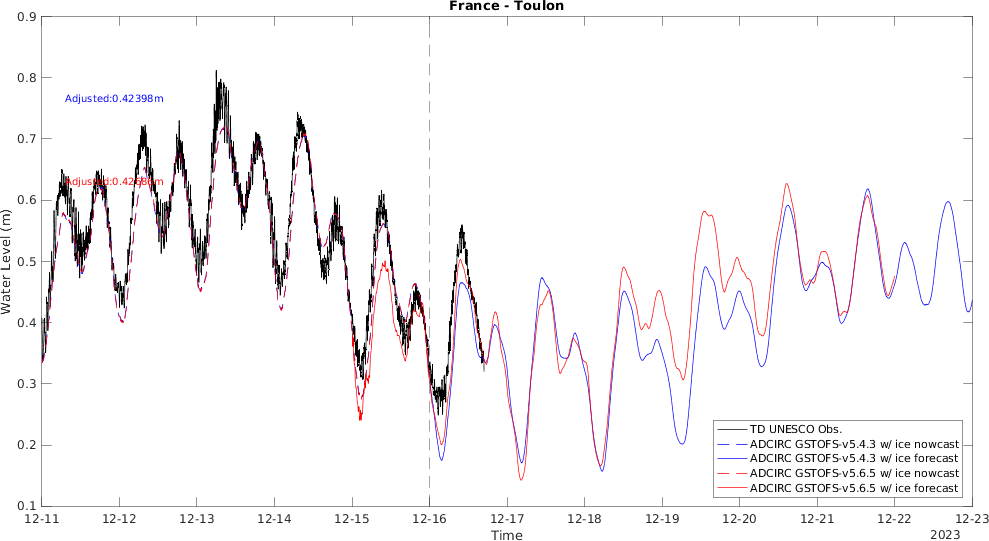 France - Toulon
0.9
0.8
0.7
0.6
0.5
0.4
0.3
0.2
0.1
Water Level (m)
Adjusted:0.42398m
TD UNESCO Obs.
ADCIRC GSTOFS-v5.4.3 w/ ice nowcast
ADCIRC GSTOFS-v5.4.3 w/ ice forecast
ADCIRC GSTOFS-v5.6.5 w/ ice nowcast
ADCIRC GSTOFS-v5.6.5 w/ ice forecast
12-11 12-12 12-13 12-14 12-15 12-16 12-17 12-18 12-19 12-20 12-21 12-22 12-23
Time
2023